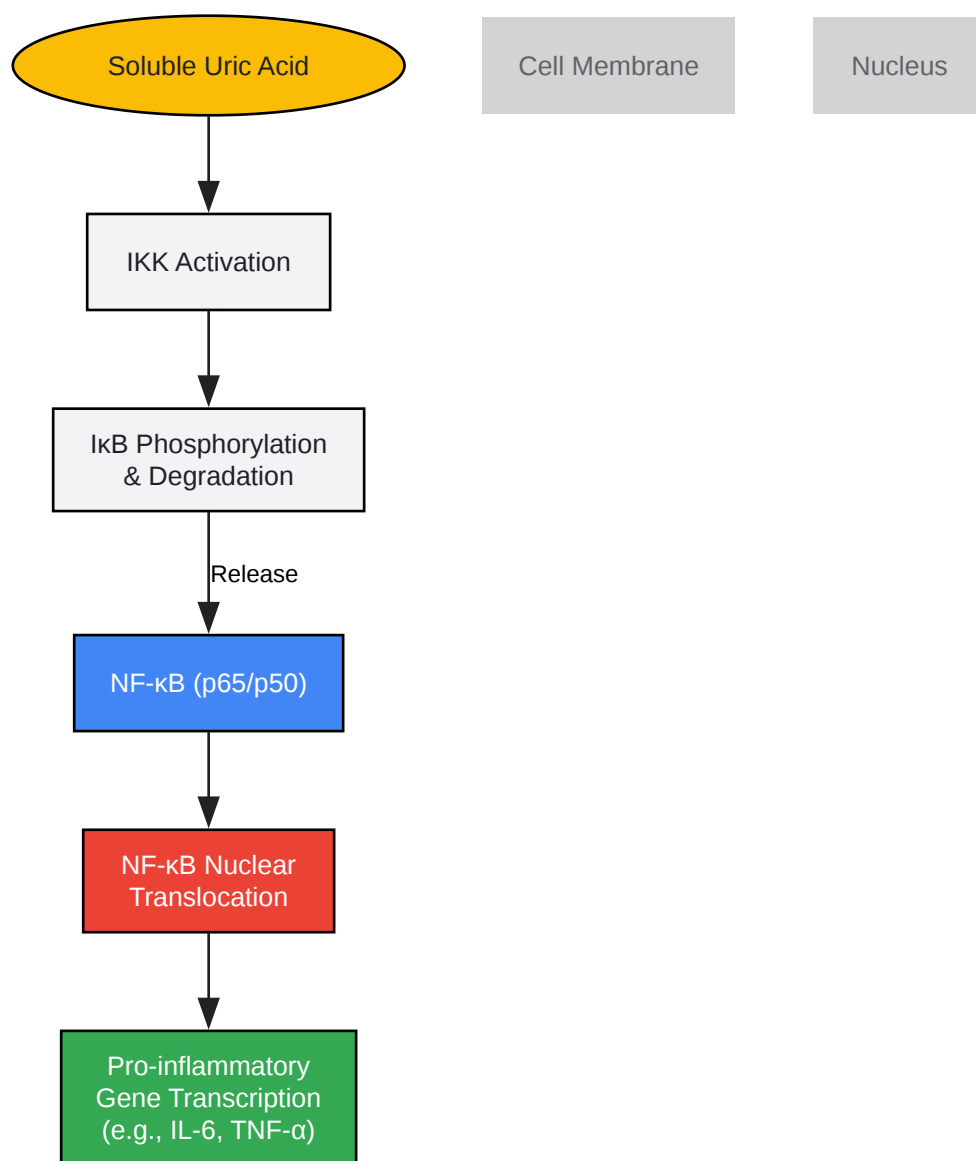 Soluble Uric Acid
Cell Membrane
Nucleus
IKK Activation
IκB Phosphorylation
& Degradation
Release
NF-κB (p65/p50)
NF-κB Nuclear
Translocation
Pro-inflammatory
Gene Transcription
(e.g., IL-6, TNF-α)